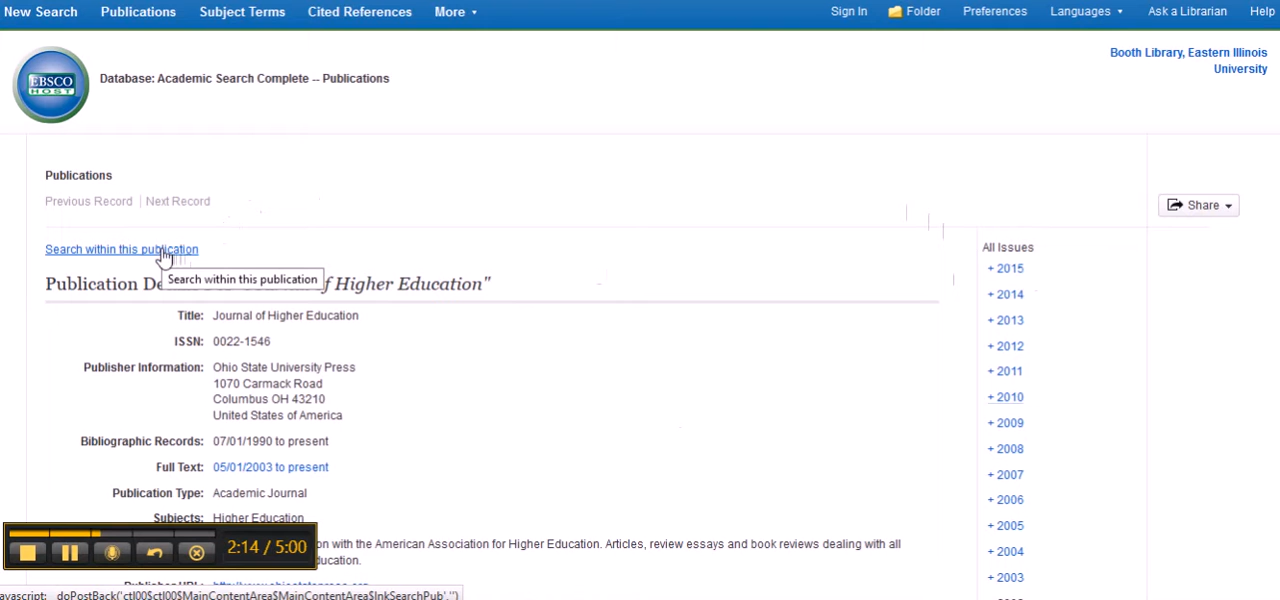 New Search Publications Subject Terms Cited References More Sign In Folder Preferences Languages Ask a Librarian Help
Booth Library, Eastern Illinois
University
EBSCO
HOST
Database: Academic Search Complete -- Publications
Publications
Previous Record | Next Record
Share
Search within this publication
All Issues
Search within this publication
Publication De of Higher Education"
+ 2015
+ 2014
+ 2013
+ 2012
+ 2011
+ 2010
+ 2009
+ 2008
+ 2007
+ 2006
+ 2005
+ 2004
+ 2003
Title: Journal of Higher Education
ISSN: 0022-1546
Publisher Information: Ohio State University Press
1070 Carmack Road
Columbus OH 43210
United States of America
Bibliographic Records: 07/01/1990 to present
Full Text: 05/01/2003 to present
Publication Type: Academic Journal
Subjects: Higher Education
on with the American Association for Higher Education. Articles, review essays and book reviews dealing with all
ducation.
2:14 / 5:00
avascript:__doPostBack('ctl00$ctl00$MainContentArea$MainContentArea$lnkSearchPub','')